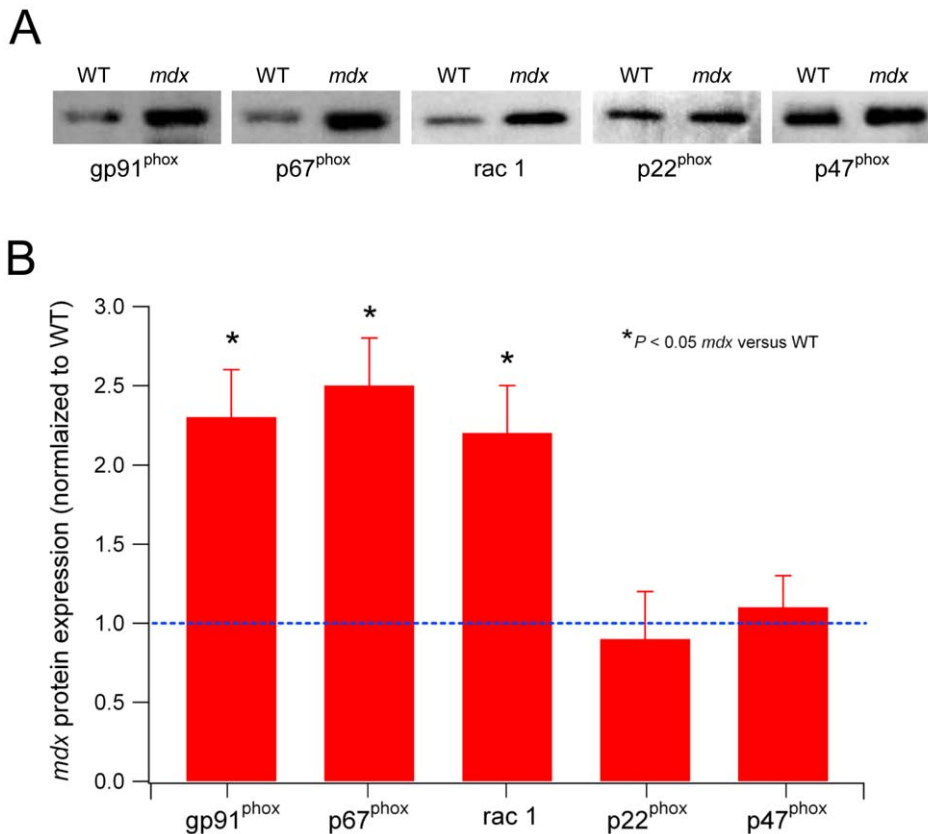 A
WT mdx WT mdx WT mdx WT mdx WT mdx
gp91phox p67phox rac 1 p22phox p47phox
B
mdx protein expression (normlaized to WT)
3.0
2.5
2.0
1.5
1.0
0.5
0.0
* * *
*P < 0.05 mdx versus WT
gp91phox p67phox rac 1 p22phox p47phox